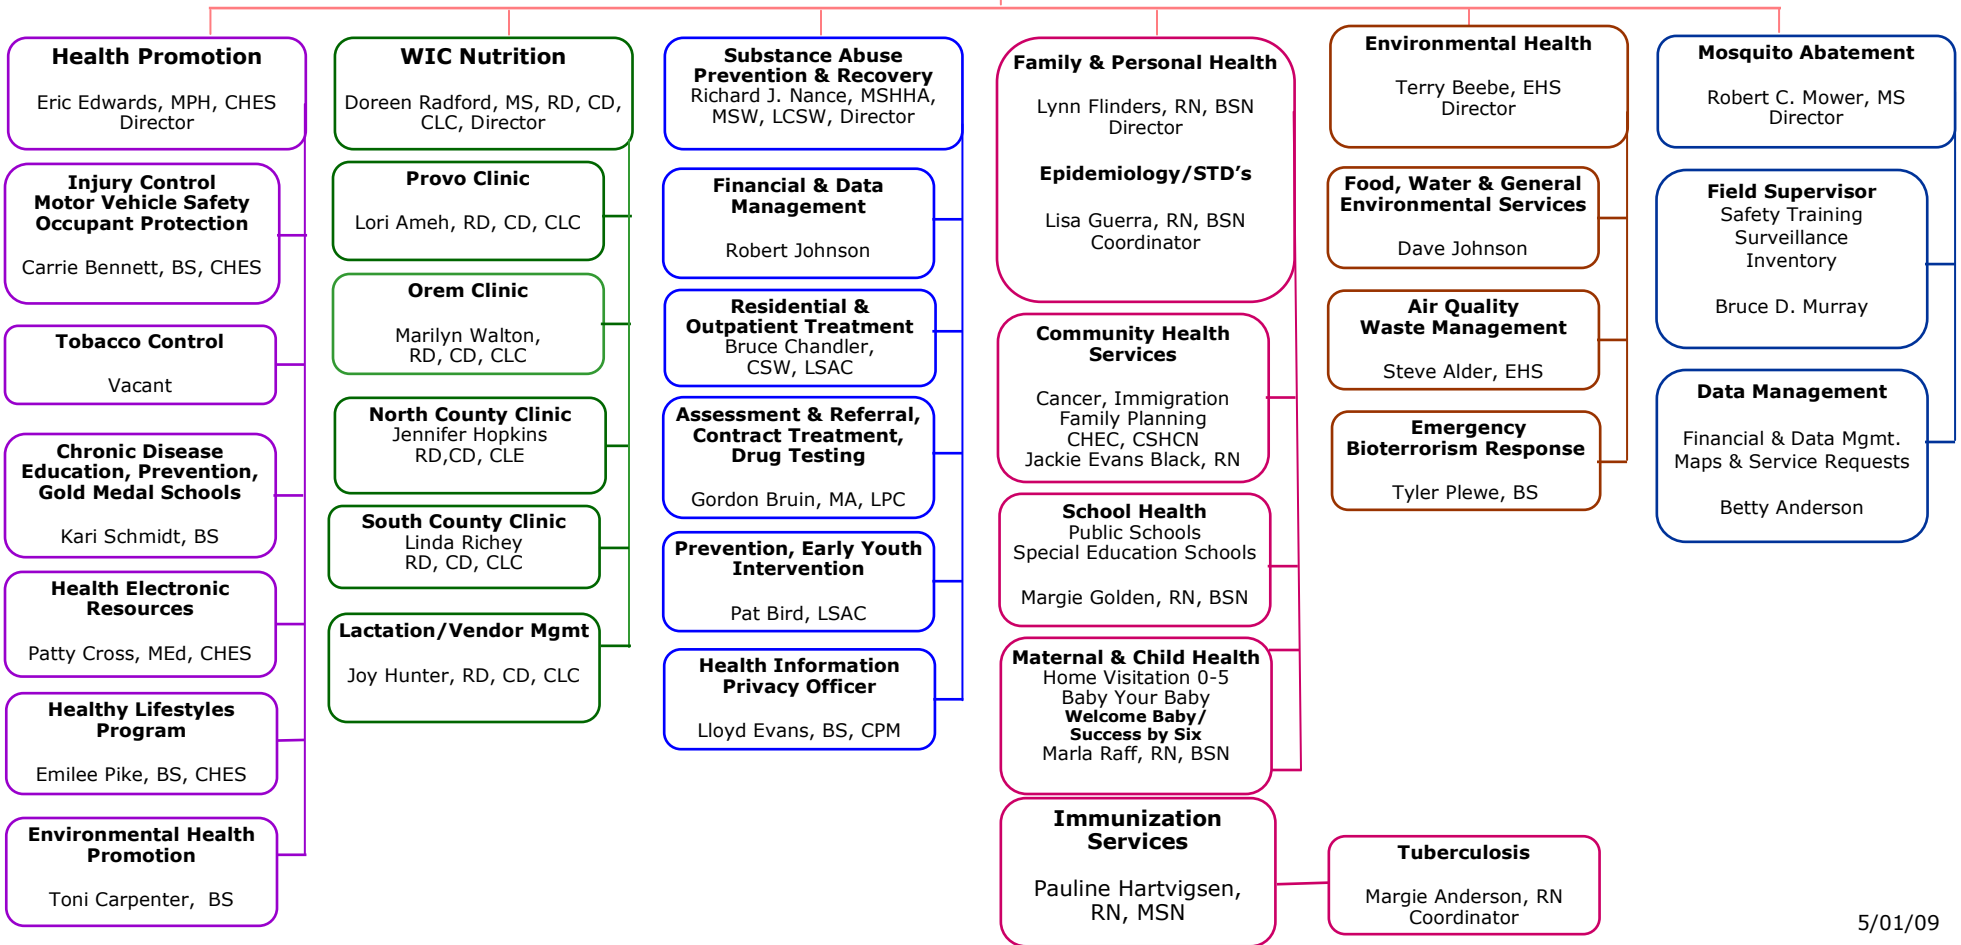 Health Promotion
Eric Edwards, MPH, CHES
Director
Injury Control
Motor Vehicle Safety
Occupant Protection
Carrie Bennett, BS, CHES
Tobacco Control
Vacant
Chronic Disease
Education, Prevention,
Gold Medal Schools
Kari Schmidt, BS
Health Electronic
Resources
Patty Cross, MEd, CHES
Healthy Lifestyles
Program
Emilee Pike, BS, CHES
Environmental Health
Promotion
Toni Carpenter, BS
WIC Nutrition
Doreen Radford, MS, RD, CD,
CLC, Director
Provo Clinic
Lori Ameh, RD, CD, CLC
Orem Clinic
Marilyn Walton,
RD, CD, CLC
North County Clinic
Jennifer Hopkins
RD,CD, CLE
South County Clinic
Linda Richey
RD, CD, CLC
Lactation/Vendor Mgmt
Joy Hunter, RD, CD, CLC
Substance Abuse
Prevention & Recovery
Richard J. Nance, MSHHA,
MSW, LCSW, Director
Financial & Data
Management
Robert Johnson
Residential &
Outpatient Treatment
Bruce Chandler,
CSW, LSAC
Assessment & Referral,
Contract Treatment,
Drug Testing
Gordon Bruin, MA, LPC
Prevention, Early Youth
Intervention
Pat Bird, LSAC
Health Information
Privacy Officer
Lloyd Evans, BS, CPM
Family & Personal Health
Lynn Flinders, RN, BSN
Director
Epidemiology/STD's
Lisa Guerra, RN, BSN
Coordinator
Community Health
Services
Cancer, Immigration
Family Planning
CHEC, CSHCN
Jackie Evans Black, RN
School Health
Public Schools
Special Education Schools
Margie Golden, RN, BSN
Maternal & Child Health
Home Visitation 0-5
Baby Your Baby
Welcome Baby/
Success by Six
Marla Raff, RN, BSN
Immunization
Services
Pauline Hartvigsen,
RN, MSN
Tuberculosis
Margie Anderson, RN
Coordinator
Environmental Health
Terry Beebe, EHS
Director
Food, Water & General
Environmental Services
Dave Johnson
Air Quality
Waste Management
Steve Alder, EHS
Emergency
Bioterrorism Response
Tyler Plewe, BS
Mosquito Abatement
Robert C. Mower, MS
Director
Field Supervisor
Safety Training
Surveillance
Inventory
Bruce D. Murray
Data Management
Financial & Data Mgmt.
Maps & Service Requests
Betty Anderson
5/01/09